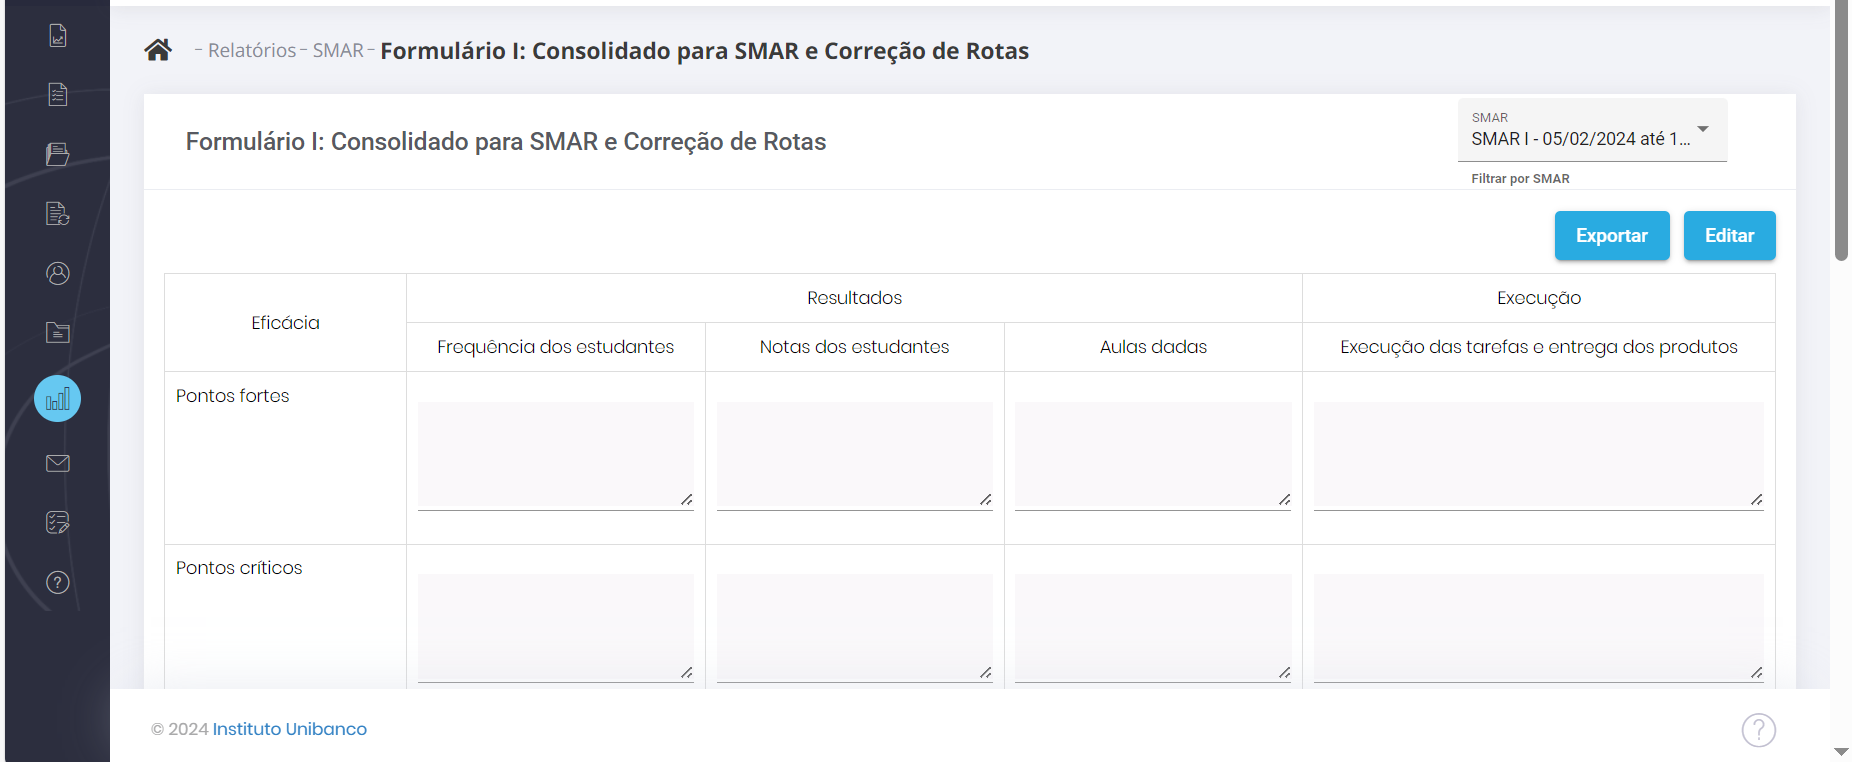 - Relatórios - SMAR - Formulário I: Consolidado para SMAR e Correção de Rotas
Formulário I: Consolidado para SMAR e Correção de Rotas
SMAR
SMAR I - 05/02/2024 até 1...
Filtrar por SMAR
Exportar
Editar
Eficácia
Resultados
Execução
Frequência dos estudantes
Notas dos estudantes
Aulas dadas
Execução das tarefas e entrega dos produtos
Pontos fortes
Pontos críticos
© 2024 Instituto Unibanco
?